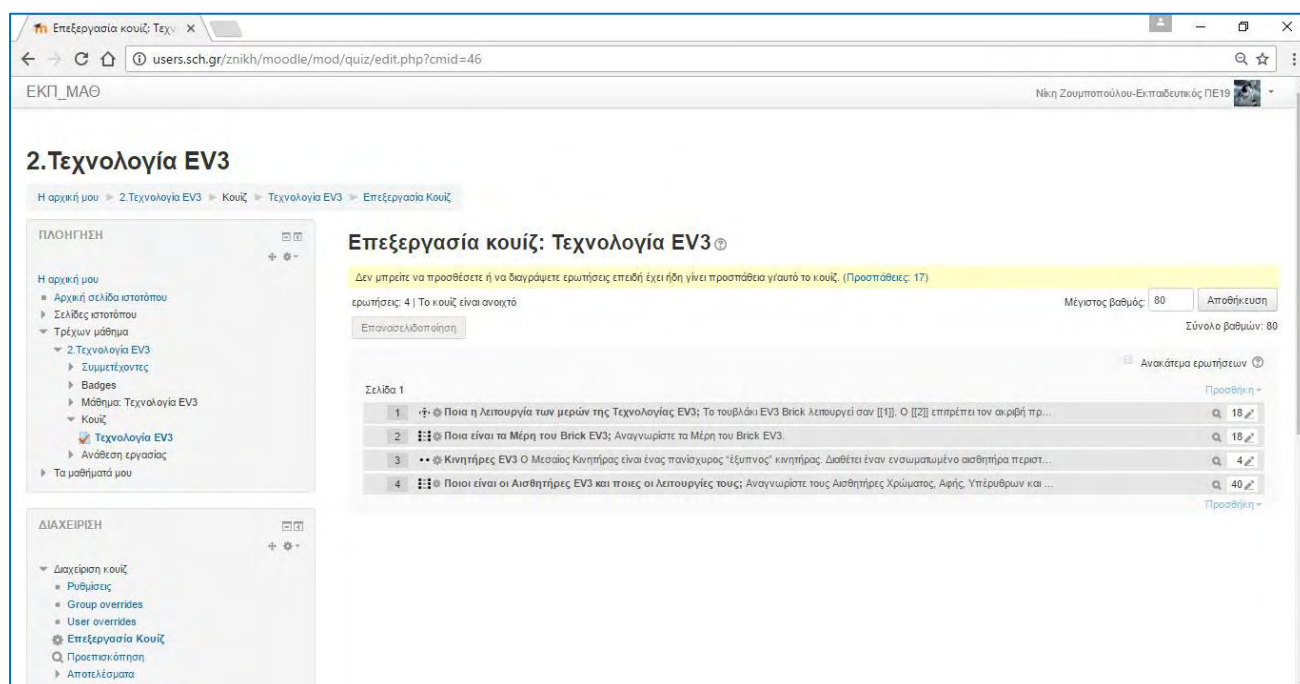 Επεξεργασία κουίζ: Τεχν
users.sch.gr/znikh/moodle/mod/quiz/edit.php?cmid=46
ΕΚΠ_ΜΑΘ
Νίκη Ζουμποπούλου-Εκπαιδευτικός ΠΕ19
2.Τεχνολογία EV3
Η αρχική μου
2.Τεχνολογία EV3
Κουίζ
Τεχνολογία EV3
Επεξεργασία Κουίζ
ΠΛΟΗΓΗΣΗ
Η αρχική μου
Αρχική σελίδα ιστοτόπου
Σελίδες ιστοτόπου
Τρέχων μάθημα
2.Τεχνολογία EV3
Συμμετέχοντες
Badges
Μάθημα: Τεχνολογία EV3
Κουίζ
Τεχνολογία EV3
Ανάθεση εργασίας
Τα μαθήματά μου
ΔΙΑΧΕΙΡΙΣΗ
Διαχείριση κουίζ
Ρυθμίσεις
Group overrides
User overrides
Επεξεργασία Κουίζ
Προεπισκόπηση
Αποτελέσματα
Επεξεργασία κουίζ: Τεχνολογία EV3
Δεν μπρείτε να προσθέσετε ή να διαγράψετε ερωτήσεις επειδή έχει ήδη γίνει προσπάθεια γι'αυτό το κουίζ. (Προσπάθειες: 17)
ερωτήσεις: 4 | Το κουίζ είναι ανοιχτό
Μέγιστος βαθμός: 80 Αποθήκευση
Επανασελιδοποίηση
Σύνολο βαθμών: 80
Ανακάτεμα ερωτήσεων
Σελίδα 1
Προσθήκη
1 Ποια η λειτουργία των μερών της Τεχνολογίας EV3; Το τουβλάκι EV3 Brick λειτουργεί σαν [[1]]. Ο [[2]] επιτρέπει τον ακριβή πρ... 18
2 Ποια είναι τα Μέρη του Brick EV3; Αναγνωρίστε τα Μέρη του Brick EV3. 18
3 Κινητήρες EV3 Ο Μεσαίος Κινητήρας είναι ένας πανίσχυρος "έξυπνος" κινητήρας. Διαθέτει έναν ενσωματωμένο αισθητήρα περιστ... 4
4 Ποιοι είναι οι Αισθητήρες EV3 και ποιες οι Λειτουργίες τους; Αναγνωρίστε τους Αισθητήρες Χρώματος, Αφής, Υπέρυθρων και ... 40
Προσθήκη